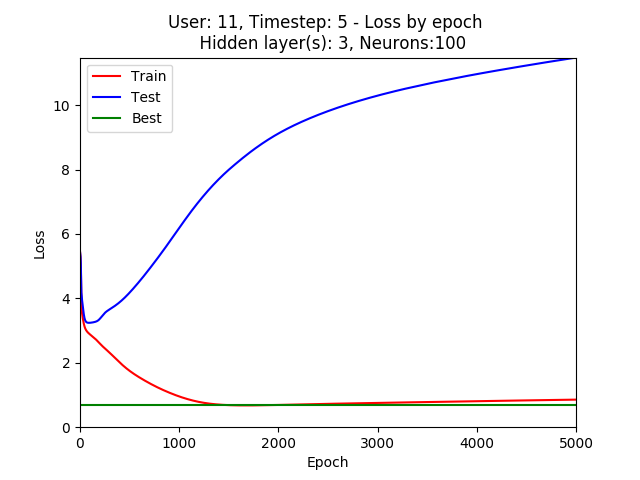 User: 11, Timestep: 5 - Loss by epoch
Hidden layer(s): 3, Neurons:100
Train
Test
Best
10
8
6
4
2
0
Loss
0 1000 2000 3000 4000 5000
Epoch